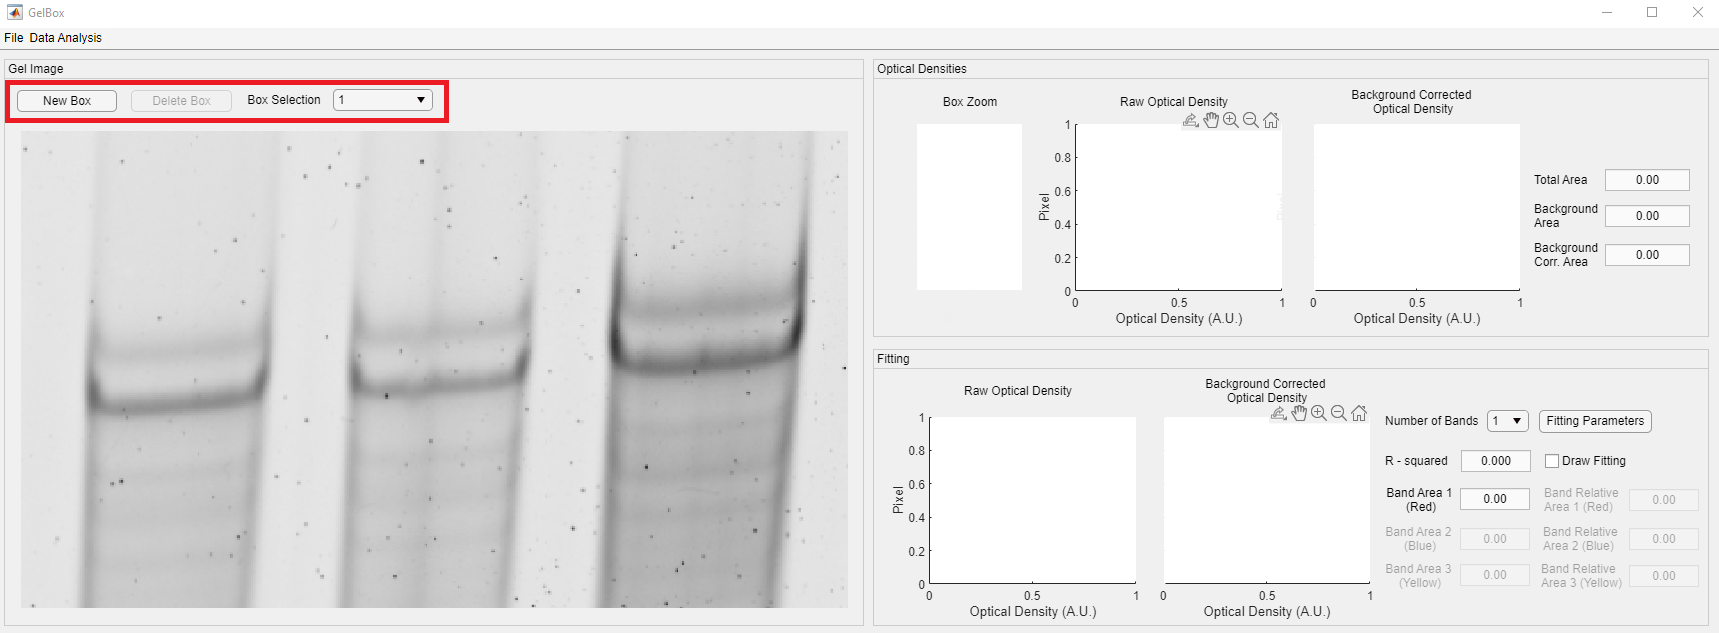 GelBox
File Data Analysis
Gel Image
New Box Delete Box Box Selection 1
Optical Densities
Box Zoom
Raw Optical Density
Background Corrected
Optical Density
1
0.8
0.6
0.4
0.2
0
Pixel
0 0.5 1
Optical Density (A.U.)
0 0.5 1
Optical Density (A.U.)
Total Area 0.00
Background
Area 0.00
Background
Corr. Area 0.00
Fitting
Raw Optical Density
Background Corrected
Optical Density
1
0.8
0.6
0.4
0.2
0
Pixel
0 0.5 1
Optical Density (A.U.)
0 0.5 1
Optical Density (A.U.)
Number of Bands 1 Fitting Parameters
R - squared 0.000 Draw Fitting
Band Area 1
(Red) 0.00
Band Relative
Area 1 (Red) 0.00
Band Area 2
(Blue) 0.00
Band Relative
Area 2 (Blue) 0.00
Band Area 3
(Yellow) 0.00
Band Relative
Area 3 (Yellow) 0.00